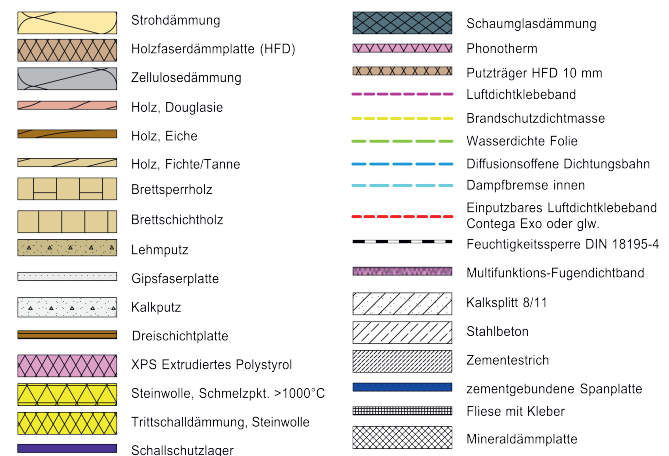 Strohdämmung
Holzfaserdämmplatte (HFD)
Zellulosedämmung
Holz, Douglasie
Holz, Eiche
Holz, Fichte/Tanne
Brettsperrholz
Brettschichtholz
Lehmputz
Gipsfaserplatte
Kalkputz
Dreischichtplatte
XPS Extrudiertes Polystyrol
Steinwolle, Schmelzpkt. >1000°C
Trittschalldämmung, Steinwolle
Schallschutzlager
Schaumglasdämmung
Phonotherm
Putzträger HFD 10 mm
Luftdichtklebeband
Brandschutzdichtmasse
Wasserdichte Folie
Diffusionsoffene Dichtungsbahn
Dampfbremse innen
Einputzbares Luftdichtklebeband
Contega Exo oder glw.
Feuchtigkeitssperre DIN 18195-4
Multifunktions-Fugendichtband
Kalksplitt 8/11
Stahlbeton
Zementestrich
zementgebundene Spanplatte
Fliese mit Kleber
Mineraldämmplatte